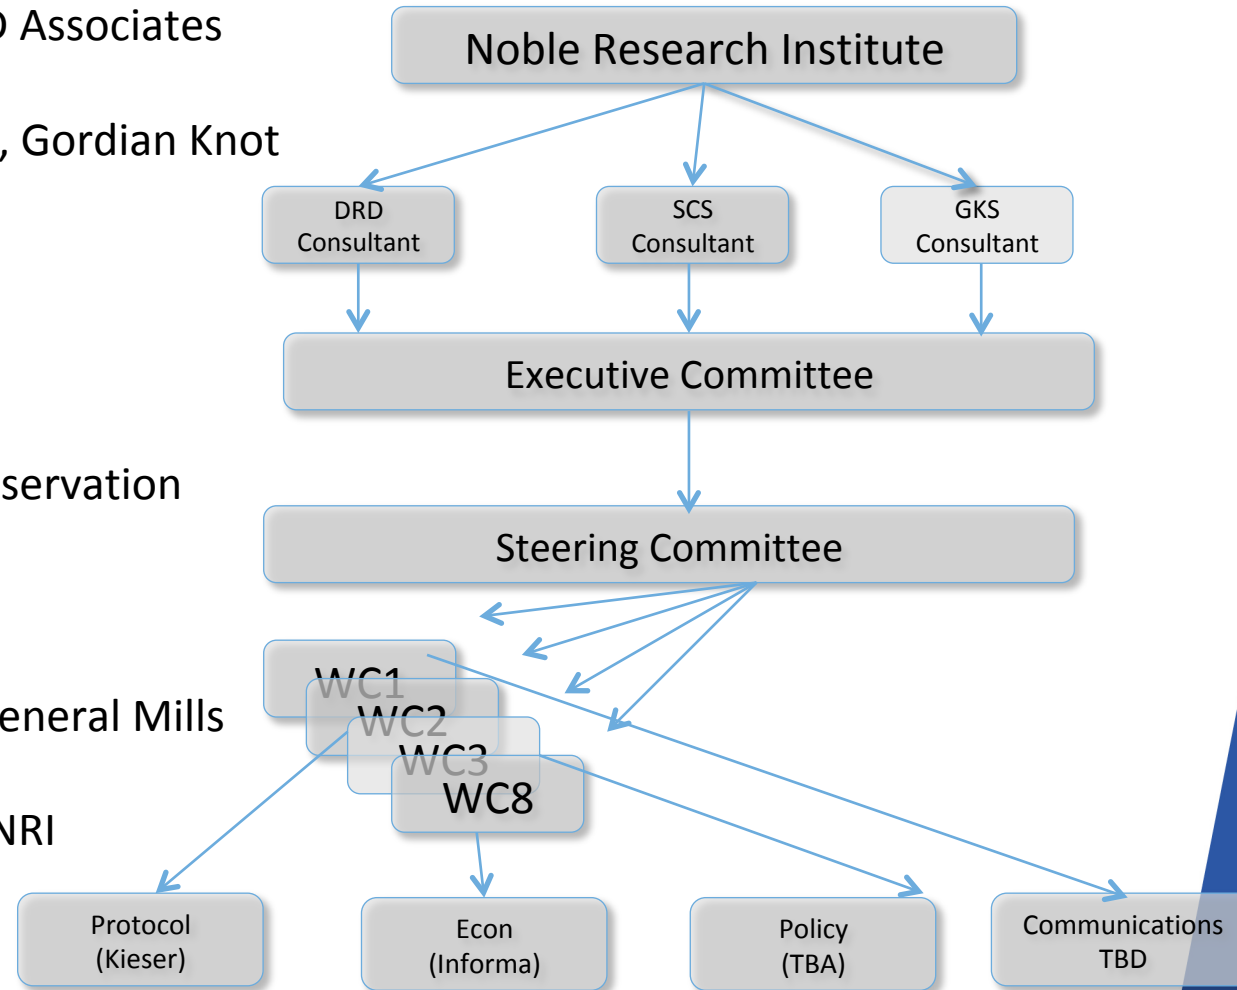 Associates
Noble Research Institute
, Gordian Knot
DRD
Consultant
SCS
Consultant
GKS
Consultant
Executive Committee
servation
Steering Committee
WC1
eneral Mills
WC2
WC3
WC8
NRI
Protocol
(Kieser)
Econ
(Informa)
Policy
(TBA)
Communications
TBD